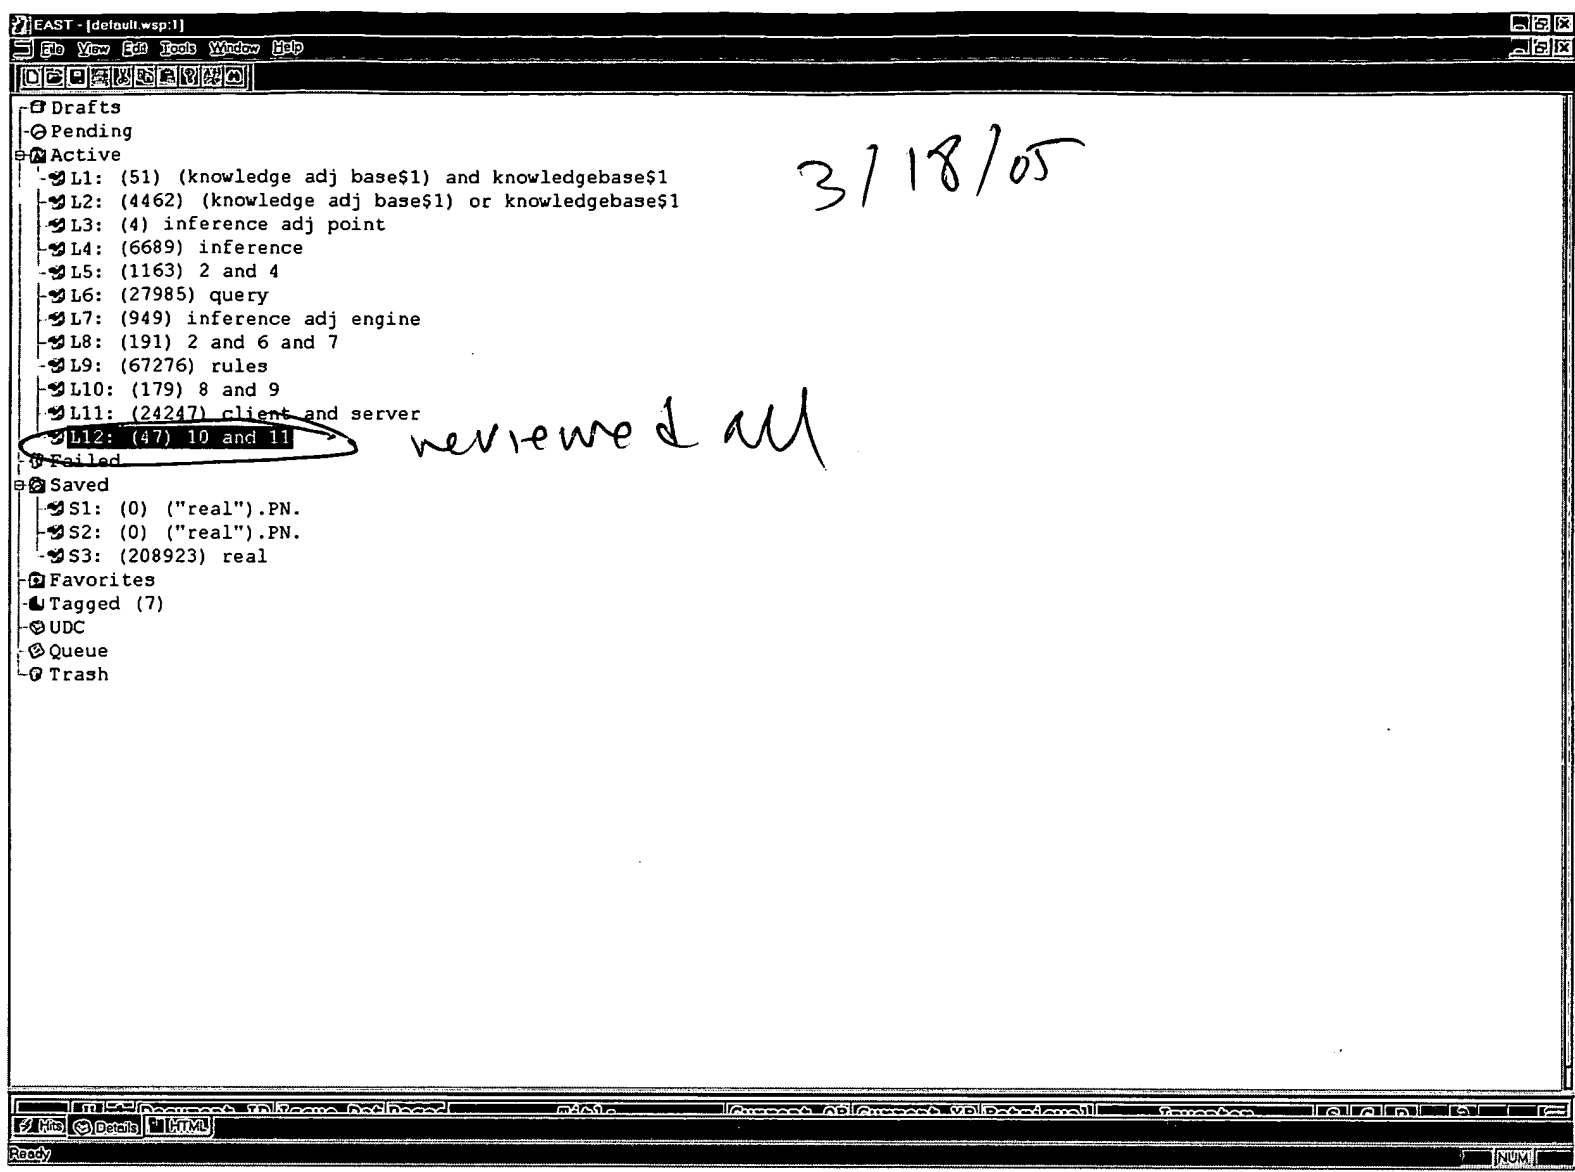 EAST - [default.wsp:1]
File View Edit Tools Window Help
Drafts
Pending
Active
3/18/05
L1: (51) (knowledge adj base$1) and knowledgebase$1
L2: (4462) (knowledge adj base$1) or knowledgebase$1
L3: (4) inference adj point
L4: (6689) inference
L5: (1163) 2 and 4
L6: (27985) query
L7: (949) inference adj engine
L8: (191) 2 and 6 and 7
L9: (67276) rules
L10: (179) 8 and 9
L11: (24247) client and server
L12: (47) 10 and 11
reviewed all
Failed
Saved
S1: (0) ("real").PN.
S2: (0) ("real").PN.
S3: (208923) real
Favorites
Tagged (7)
UDC
Queue
Trash
Hits Details HTML
Ready NUM